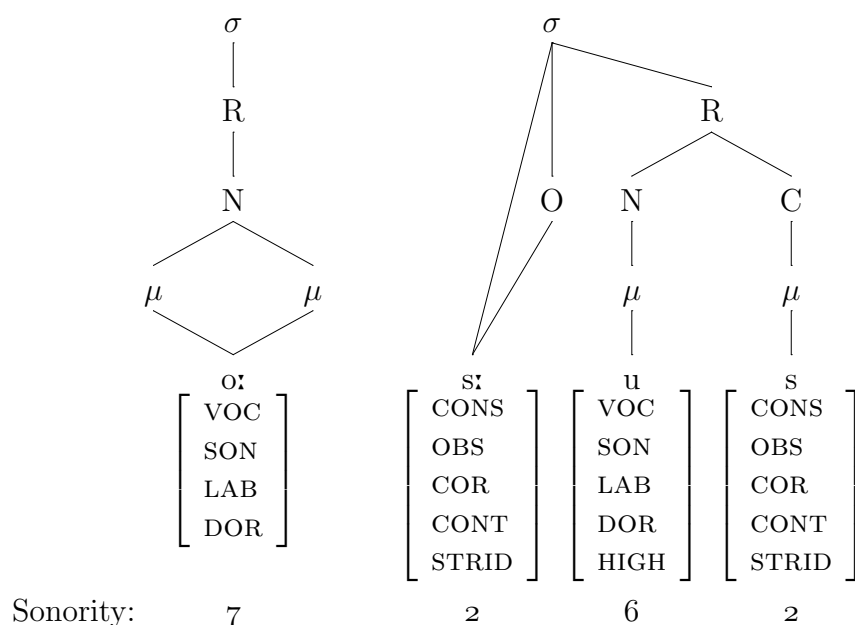 σ σ
R R
N O N C
μ μ μ μ
oː sː u s
VOC CONS VOC CONS
SON OBS SON OBS
LAB COR LAB COR
DOR CONT DOR CONT
STRID HIGH STRID
Sonority: 7 2 6 2